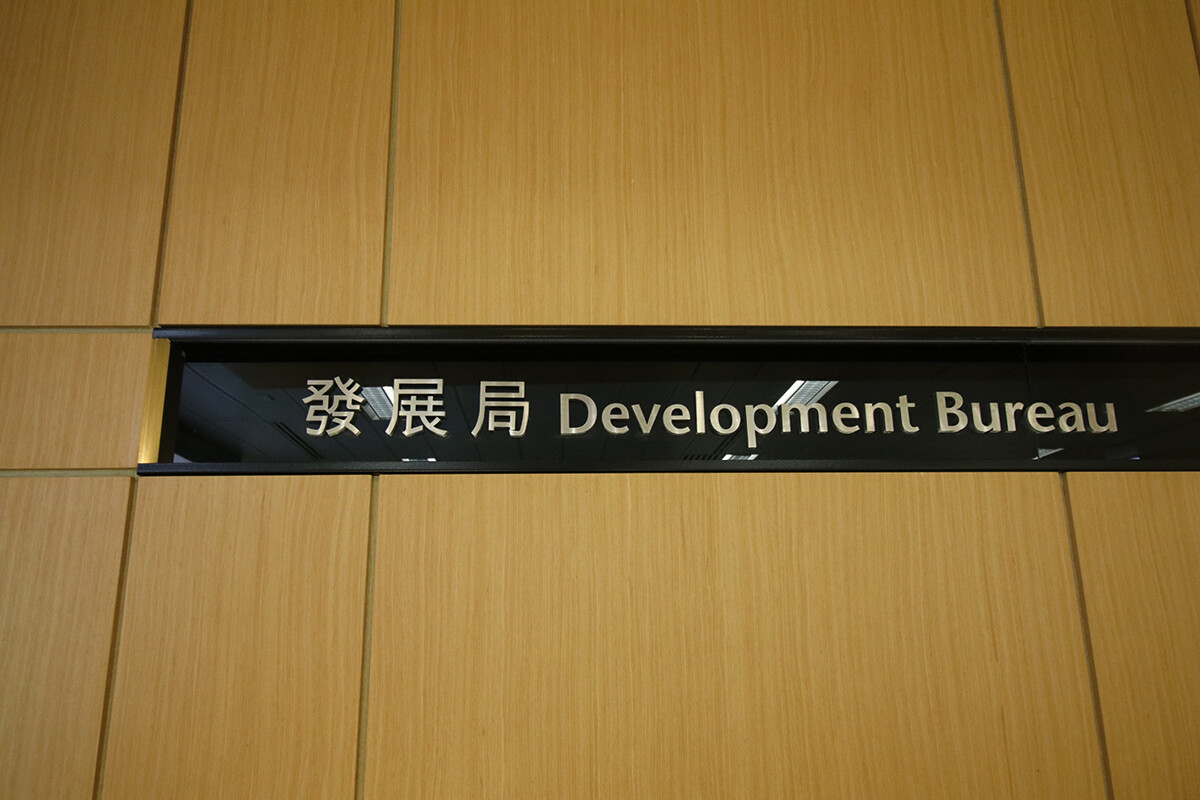 發展局 Development Bureau